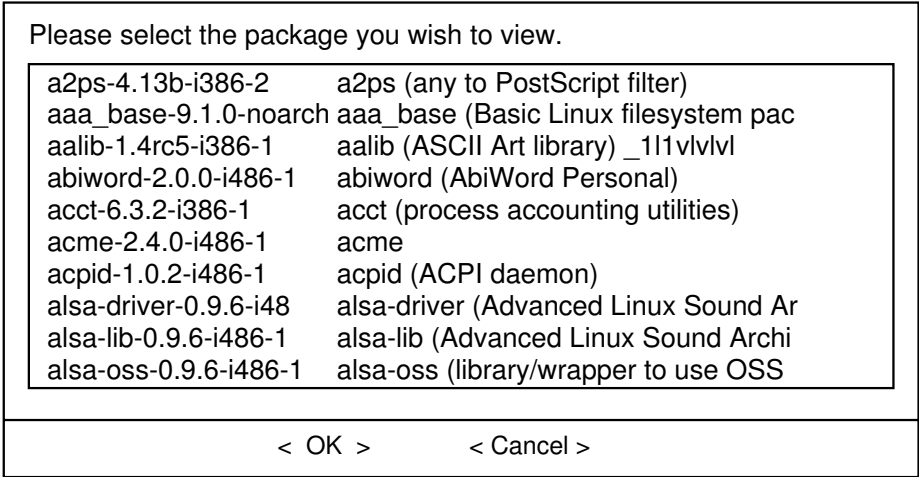 Please select the package you wish to view.
a2ps-4.13b-i386-2 a2ps (any to PostScript filter)
aaa_base-9.1.0-noarch aaa_base (Basic Linux filesystem pac
aalib-1.4rc5-i386-1 aalib (ASCII Art library) _1l1vlvlvl
abiword-2.0.0-i486-1 abiword (AbiWord Personal)
acct-6.3.2-i386-1 acct (process accounting utilities)
acme-2.4.0-i486-1 acme
acpid-1.0.2-i486-1 acpid (ACPI daemon)
alsa-driver-0.9.6-i48 alsa-driver (Advanced Linux Sound Ar
alsa-lib-0.9.6-i486-1 alsa-lib (Advanced Linux Sound Archi
alsa-oss-0.9.6-i486-1 alsa-oss (library/wrapper to use OSS
< OK > < Cancel >